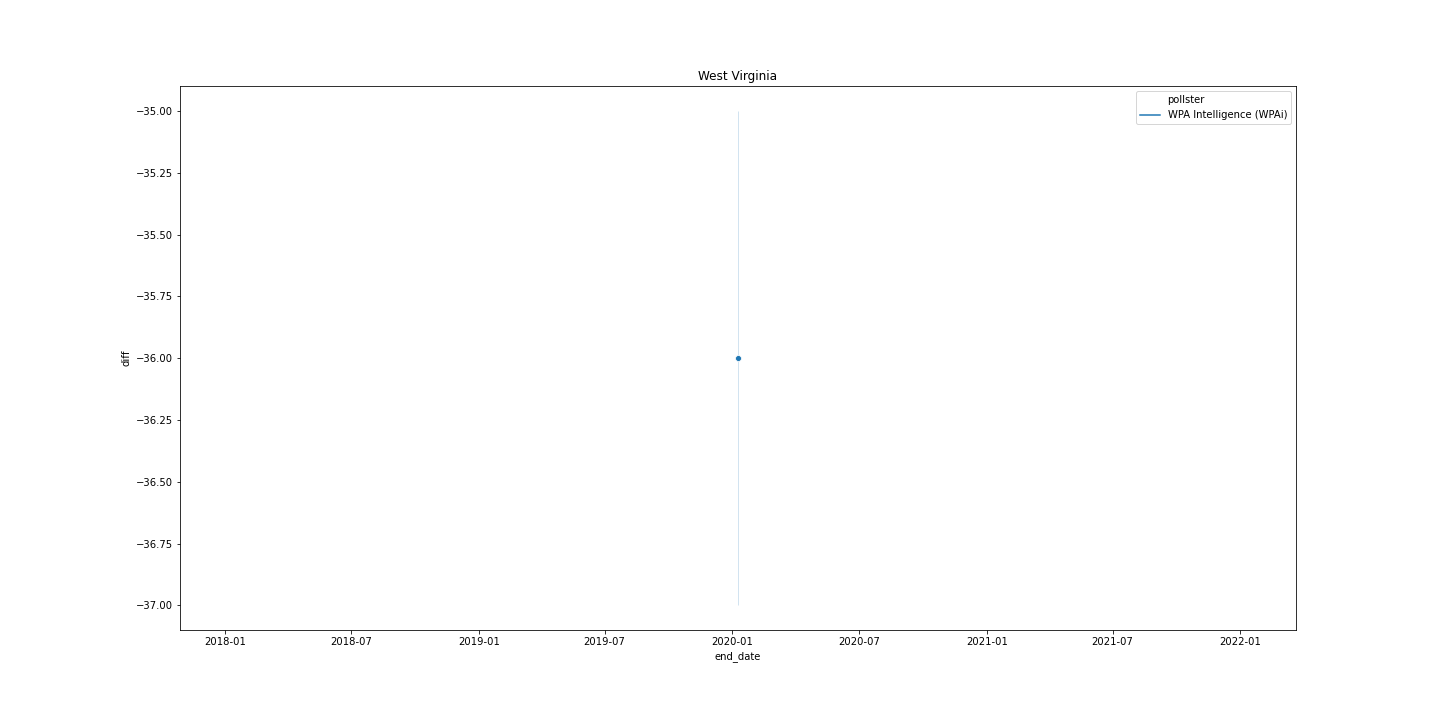 West Virginia
pollster
WPA Intelligence (WPAi)
diff
−35.00
−35.25
−35.50
−35.75
−36.00
−36.25
−36.50
−36.75
−37.00
2018-01 2018-07 2019-01 2019-07 2020-01 2020-07 2021-01 2021-07 2022-01
end_date